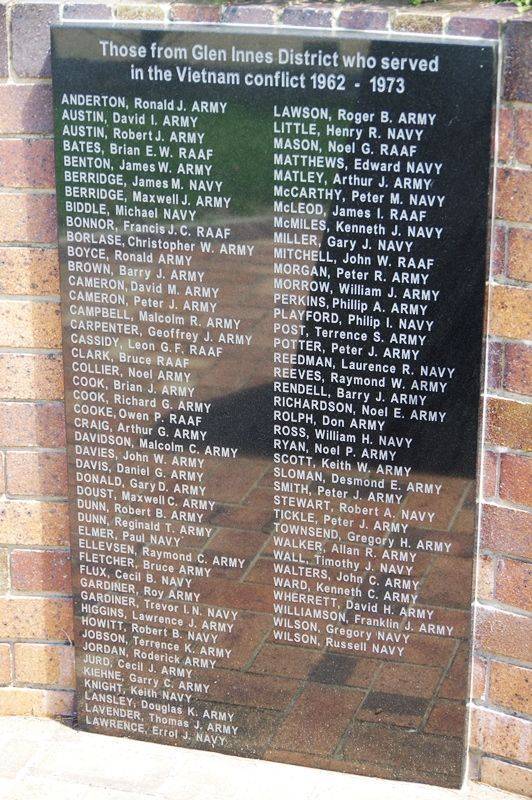 Those from Glen Innes District who served
in the Vietnam conflict 1962 - 1973
ANDERTON, Ronald J. ARMY
AUSTIN, David I. ARMY
AUSTIN, Robert J. ARMY
BATES, Brian E.W. RAAF
BENTON, James W. ARMY
BERRIDGE, James M. NAVY
BERRIDGE, Maxwell J. ARMY
BIDDLE, Michael NAVY
BONNOR, Francis J.C. RAAF
BORLASE, Christopher W. ARMY
BOYCE, Ronald ARMY
BROWN, Barry J. ARMY
CAMERON, David M. ARMY
CAMERON, Peter J. ARMY
CAMPBELL, Malcolm R. ARMY
CARPENTER, Geoffrey J. ARMY
CASSIDY, Leon G.F. RAAF
CLARK, Bruce RAAF
COLLIER, Noel ARMY
COOK, Brian J. ARMY
COOK, Richard G. ARMY
COOKE, Owen P. RAAF
CRAIG, Arthur G. ARMY
DAVIDSON, Malcolm C. ARMY
DAVIES, John W. ARMY
DAVIS, Daniel G. ARMY
DONALD, Gary D. ARMY
DOUST, Maxwell C. ARMY
DUNN, Robert B. ARMY
DUNN, Reginald T. ARMY
ELMER, Paul NAVY
ELLEVSEN, Raymond C. ARMY
FLETCHER, Bruce ARMY
FLUX, Cecil B. NAVY
GARDINER, Roy ARMY
GARDINER, Trevor I.N. NAVY
HIGGINS, Lawrence J. ARMY
HOWITT, Robert B. NAVY
JOBSON, Terrence K. ARMY
JORDAN, Roderick ARMY
JURD, Cecil J. ARMY
KIEHNE, Garry C. ARMY
KNIGHT, Keith NAVY
LANSLEY, Douglas K. ARMY
LAVENDER, Thomas J. ARMY
LAWRENCE, Errol J. NAVY
LAWSON, Roger B. ARMY
LITTLE, Henry R. NAVY
MASON, Noel G. RAAF
MATTHEWS, Edward NAVY
MATLEY, Arthur J. ARMY
McCARTHY, Peter M. NAVY
McLEOD, James I. RAAF
McMILES, Kenneth J. NAVY
MILLER, Gary J. NAVY
MITCHELL, John W. RAAF
MORGAN, Peter R. ARMY
MORROW, William J. ARMY
PERKINS, Phillip A. ARMY
PLAYFORD, Philip I. NAVY
POST, Terrence S. ARMY
POTTER, Peter J. ARMY
REEDMAN, Laurence R. NAVY
REEVES, Raymond W. ARMY
RENDELL, Barry J. ARMY
RICHARDSON, Noel E. ARMY
ROLPH, Don ARMY
ROSS, William H. NAVY
RYAN, Noel P. ARMY
SCOTT, Keith W. ARMY
SLOMAN, Desmond E. ARMY
SMITH, Peter J. ARMY
STEWART, Robert A. NAVY
TICKLE, Peter J. ARMY
TOWNSEND, Gregory H. ARMY
WALKER, Allan R. ARMY
WALL, Timothy J. NAVY
WALTERS, John C. ARMY
WARD, Kenneth C. ARMY
WHERRETT, David H. ARMY
WILLIAMSON, Franklin J. ARMY
WILSON, Gregory NAVY
WILSON, Russell NAVY